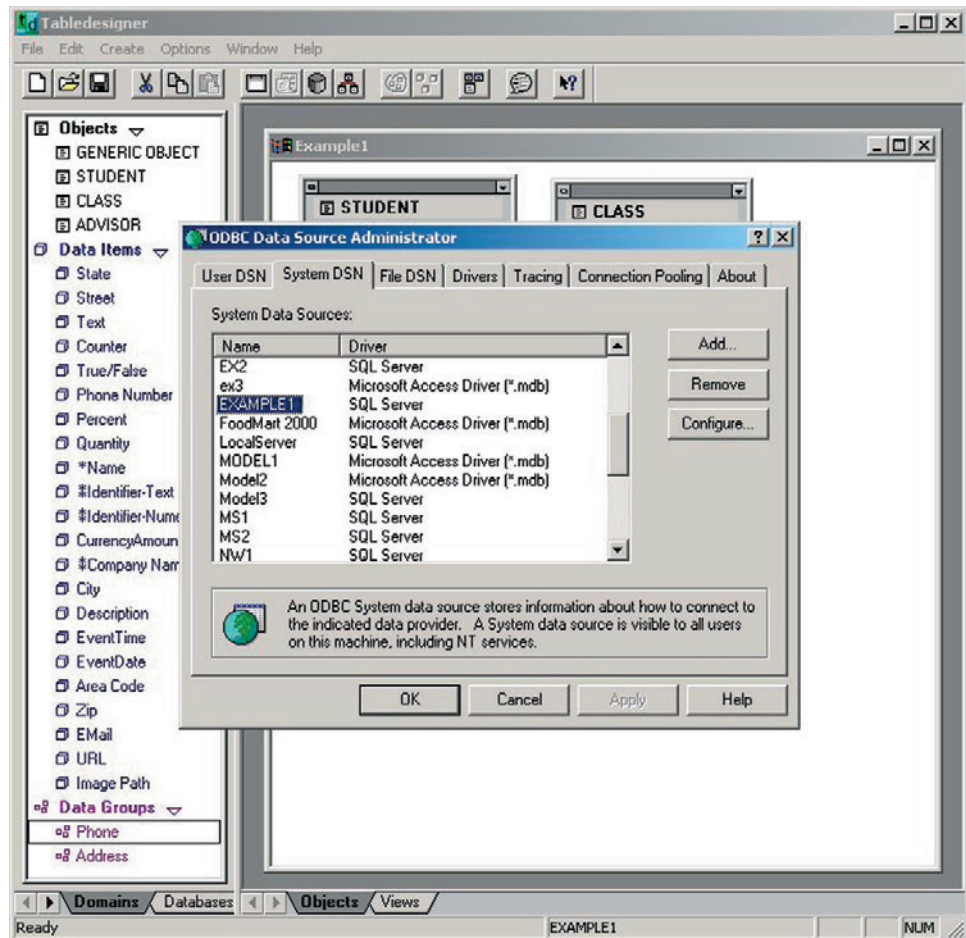 Tabledesigner
File Edit Create Options Window Help
Objects
GENERIC OBJECT
STUDENT
CLASS
ADVISOR
Data Items
State
Street
Text
Counter
True/False
Phone Number
Percent
Quantity
*Name
‡Identifier-Text
‡Identifier-Nume
CurrencyAmoun
‡Company Nam
City
Description
EventTime
EventDate
Area Code
Zip
EMail
URL
Image Path
Data Groups
Phone
Address
Domains Databases
Example1
STUDENT
CLASS
ODBC Data Source Administrator
User DSN System DSN File DSN Drivers Tracing Connection Pooling About
System Data Sources:
Name Driver
EX2 SQL Server
ex3 Microsoft Access Driver (*.mdb)
EXAMPLE1 SQL Server
FoodMart 2000 Microsoft Access Driver (*.mdb)
LocalServer SQL Server
MODEL1 Microsoft Access Driver (*.mdb)
Model2 Microsoft Access Driver (*.mdb)
Model3 SQL Server
MS1 SQL Server
MS2 SQL Server
NW1 SQL Server
Add...
Remove
Configure...
An ODBC System data source stores information about how to connect to
the indicated data provider. A System data source is visible to all users
on this machine, including NT services.
OK Cancel Apply Help
Objects Views
Ready EXAMPLE1 NUM